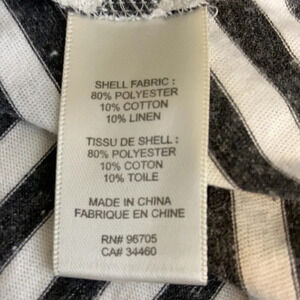 SHELL FABRIC :
80% POLYESTER
10% COTTON
10% LINEN
TISSU DE SHELL :
80% POLYESTER
10% COTON
10% TOILE
MADE IN CHINA
FABRIQUE EN CHINE
RN# 96705
CA# 34460